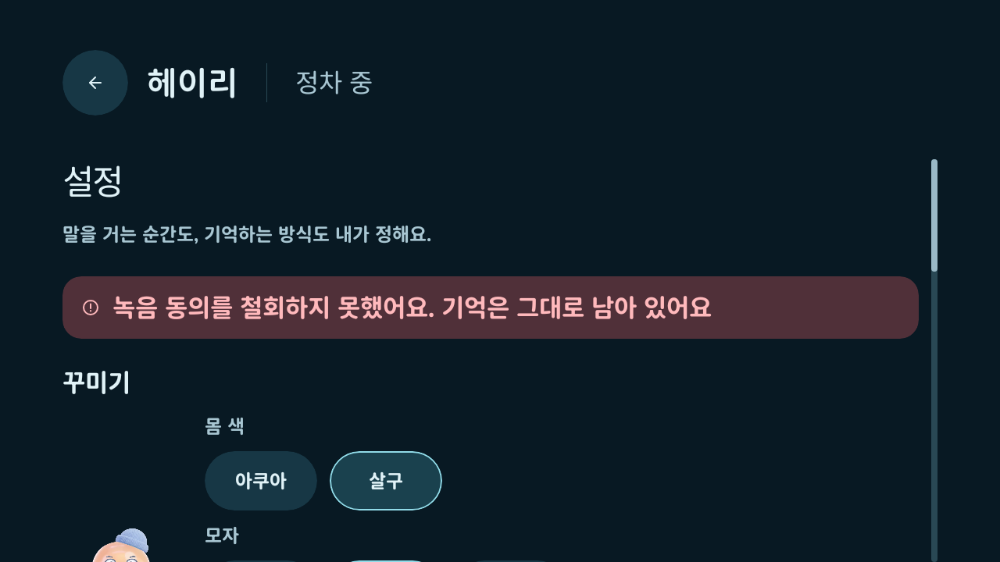 헤이리
정차 중
설정
말을 거는 순간도, 기억하는 방식도 내가 정해요.
녹음 동의를 철회하지 못했어요. 기억은 그대로 남아 있어요
꾸미기
몸 색
아쿠아
살구
모자